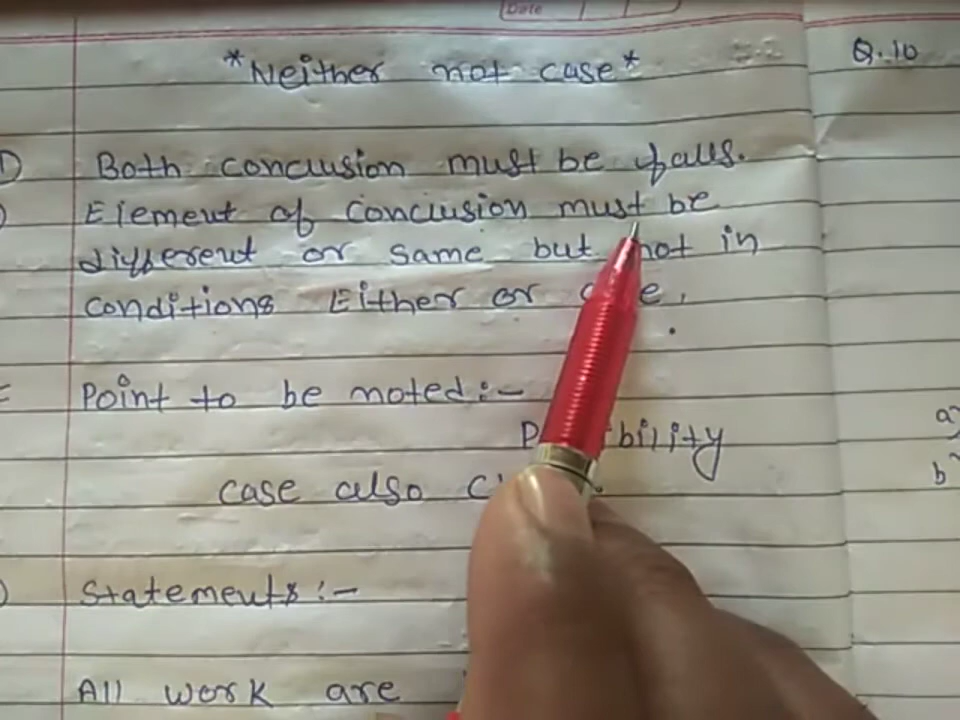 Date
*Neither not case*
Q.10
Both conclusion must be falls.
Element of conclusion must be
different or same but not in
conditions Either or
Point to be noted:-
case also
a)
b)
Statements :-
All work are